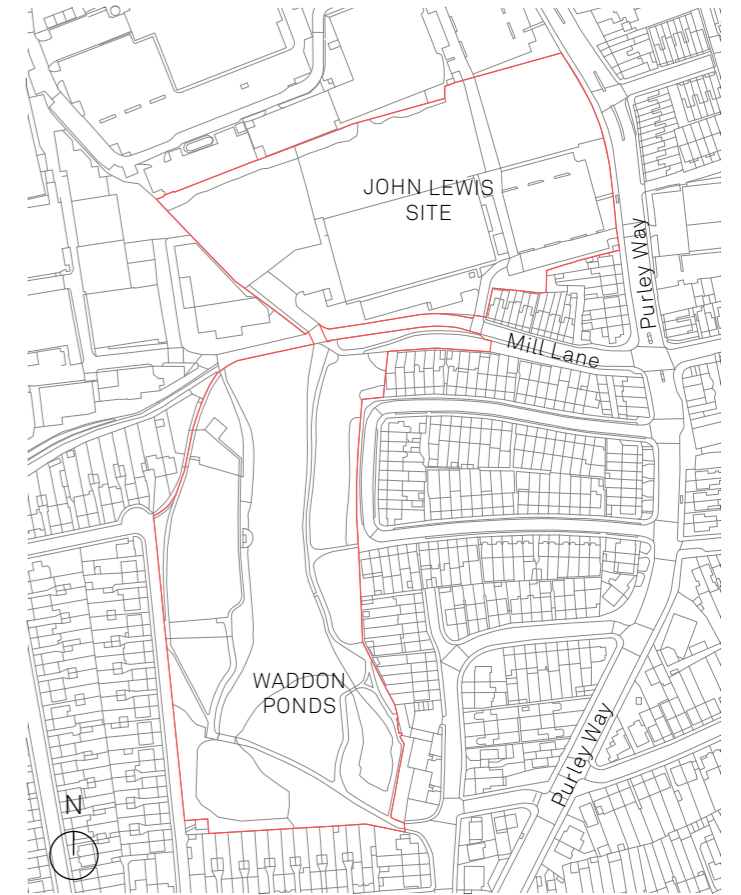 JOHN LEWIS
SITE
Purley Way
Mill Lane
WADDON
PONDS
Purley Way
N